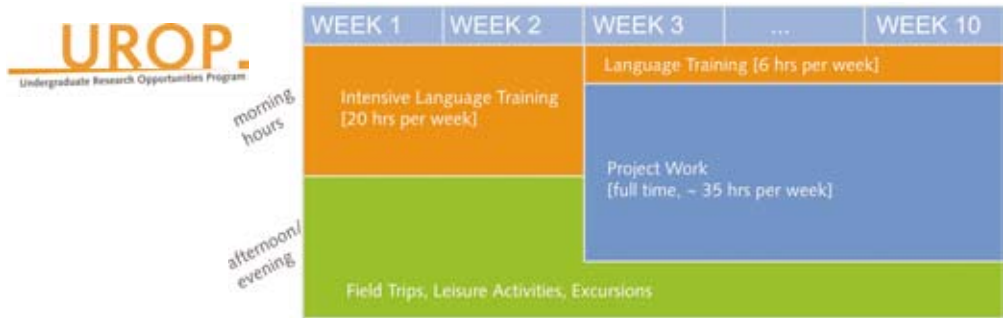 UROP.
Undergraduate Research Opportunities Program
WEEK 1
WEEK 2
WEEK 3
...
WEEK 10
morning
hours
Intensive Language Training
[20 hrs per week]
Language Training [6 hrs per week]
Project Work
[full time, ~ 35 hrs per week]
afternoon/
evening
Field Trips, Leisure Activities, Excursions